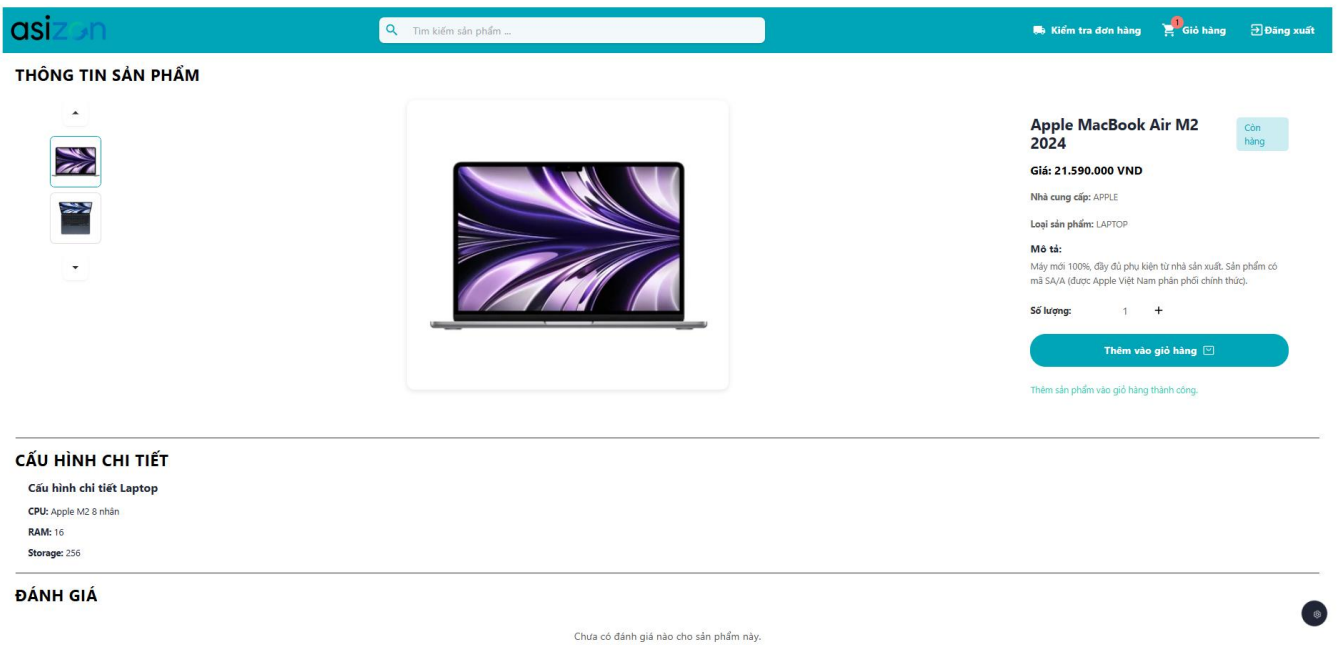 asizon
Tìm kiếm sản phẩm ...
Kiểm tra đơn hàng
1
Giỏ hàng
Đăng xuất
THÔNG TIN SẢN PHẨM
Apple MacBook Air M2
2024
Còn
hàng
Giá: 21.590.000 VND
Nhà cung cấp: APPLE
Loại sản phẩm: LAPTOP
Mô tả:
Máy mới 100%, đầy đủ phụ kiện từ nhà sản xuất. Sản phẩm có
mã SA/A (được Apple Việt Nam phân phối chính thức).
Số lượng: 1 +
Thêm vào giỏ hàng
Thêm sản phẩm vào giỏ hàng thành công.
CẤU HÌNH CHI TIẾT
Cấu hình chi tiết Laptop
CPU: Apple M2 8 nhân
RAM: 16
Storage: 256
ĐÁNH GIÁ
Chưa có đánh giá nào cho sản phẩm này.